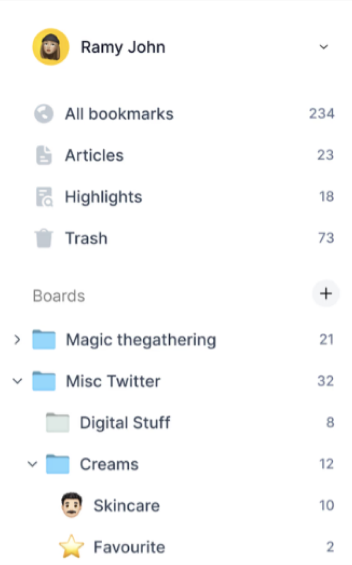 Ramy John
All bookmarks 234
Articles 23
Highlights 18
Trash 73
Boards +
Magic thegathering 21
Misc Twitter 32
Digital Stuff 8
Creams 12
Skincare 10
Favourite 2